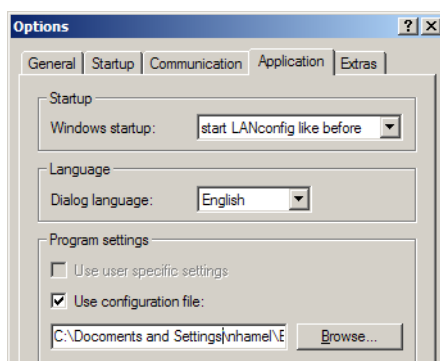 Options
General Startup Communication Application Extras
Startup
Windows startup: start LANconfig like before
Language
Dialog language: English
Program settings
Use user specific settings
Use configuration file:
C:\Docoments and Settings\nhamel\E Browse...